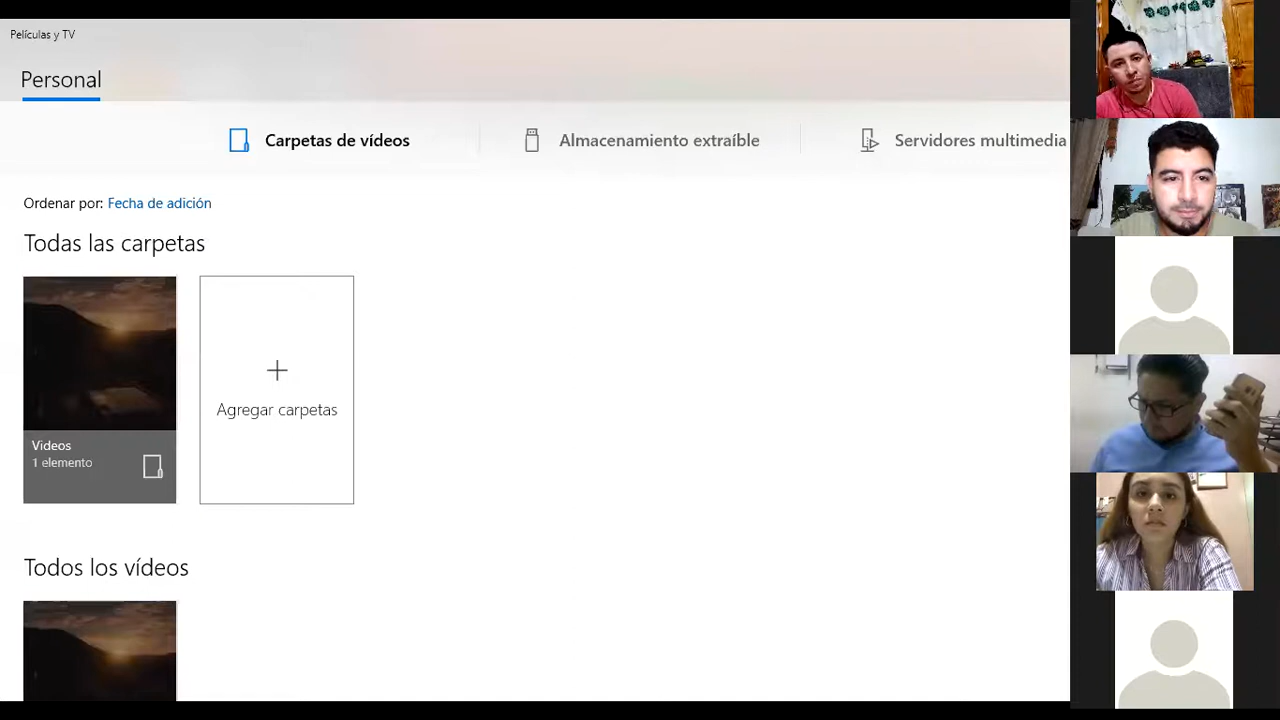 Películas y TV
Personal
Carpetas de vídeos
Almacenamiento extraíble
Servidores multimedia
Ordenar por: Fecha de adición
Todas las carpetas
Videos
1 elemento
Agregar carpetas
Todos los vídeos